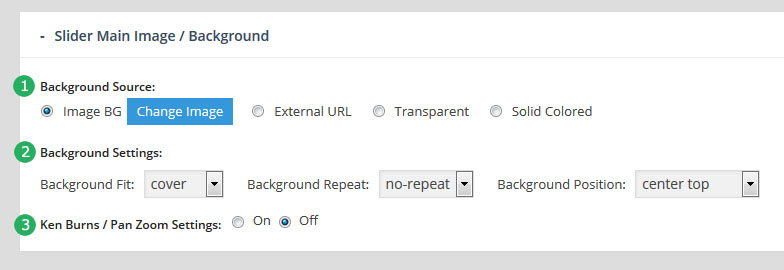 - Slider Main Image / Background
1 Background Source:
Image BG Change Image External URL Transparent Solid Colored
2 Background Settings:
Background Fit: cover Background Repeat: no-repeat Background Position: center top
3 Ken Burns / Pan Zoom Settings: On Off